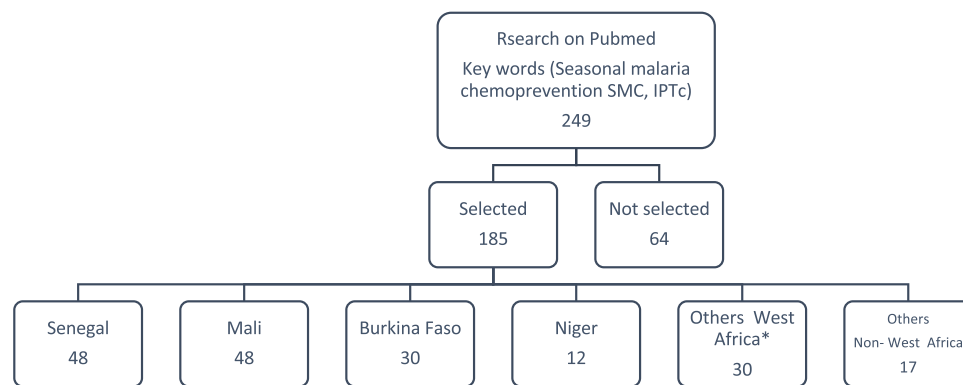 Rsearch on Pubmed
Key words (Seasonal malaria
chemoprevention SMC, IPTc)
249
Selected
185
Not selected
64
Senegal
48
Mali
48
Burkina Faso
30
Niger
12
Others West
Africa*
30
Others
Non- West Africa
17